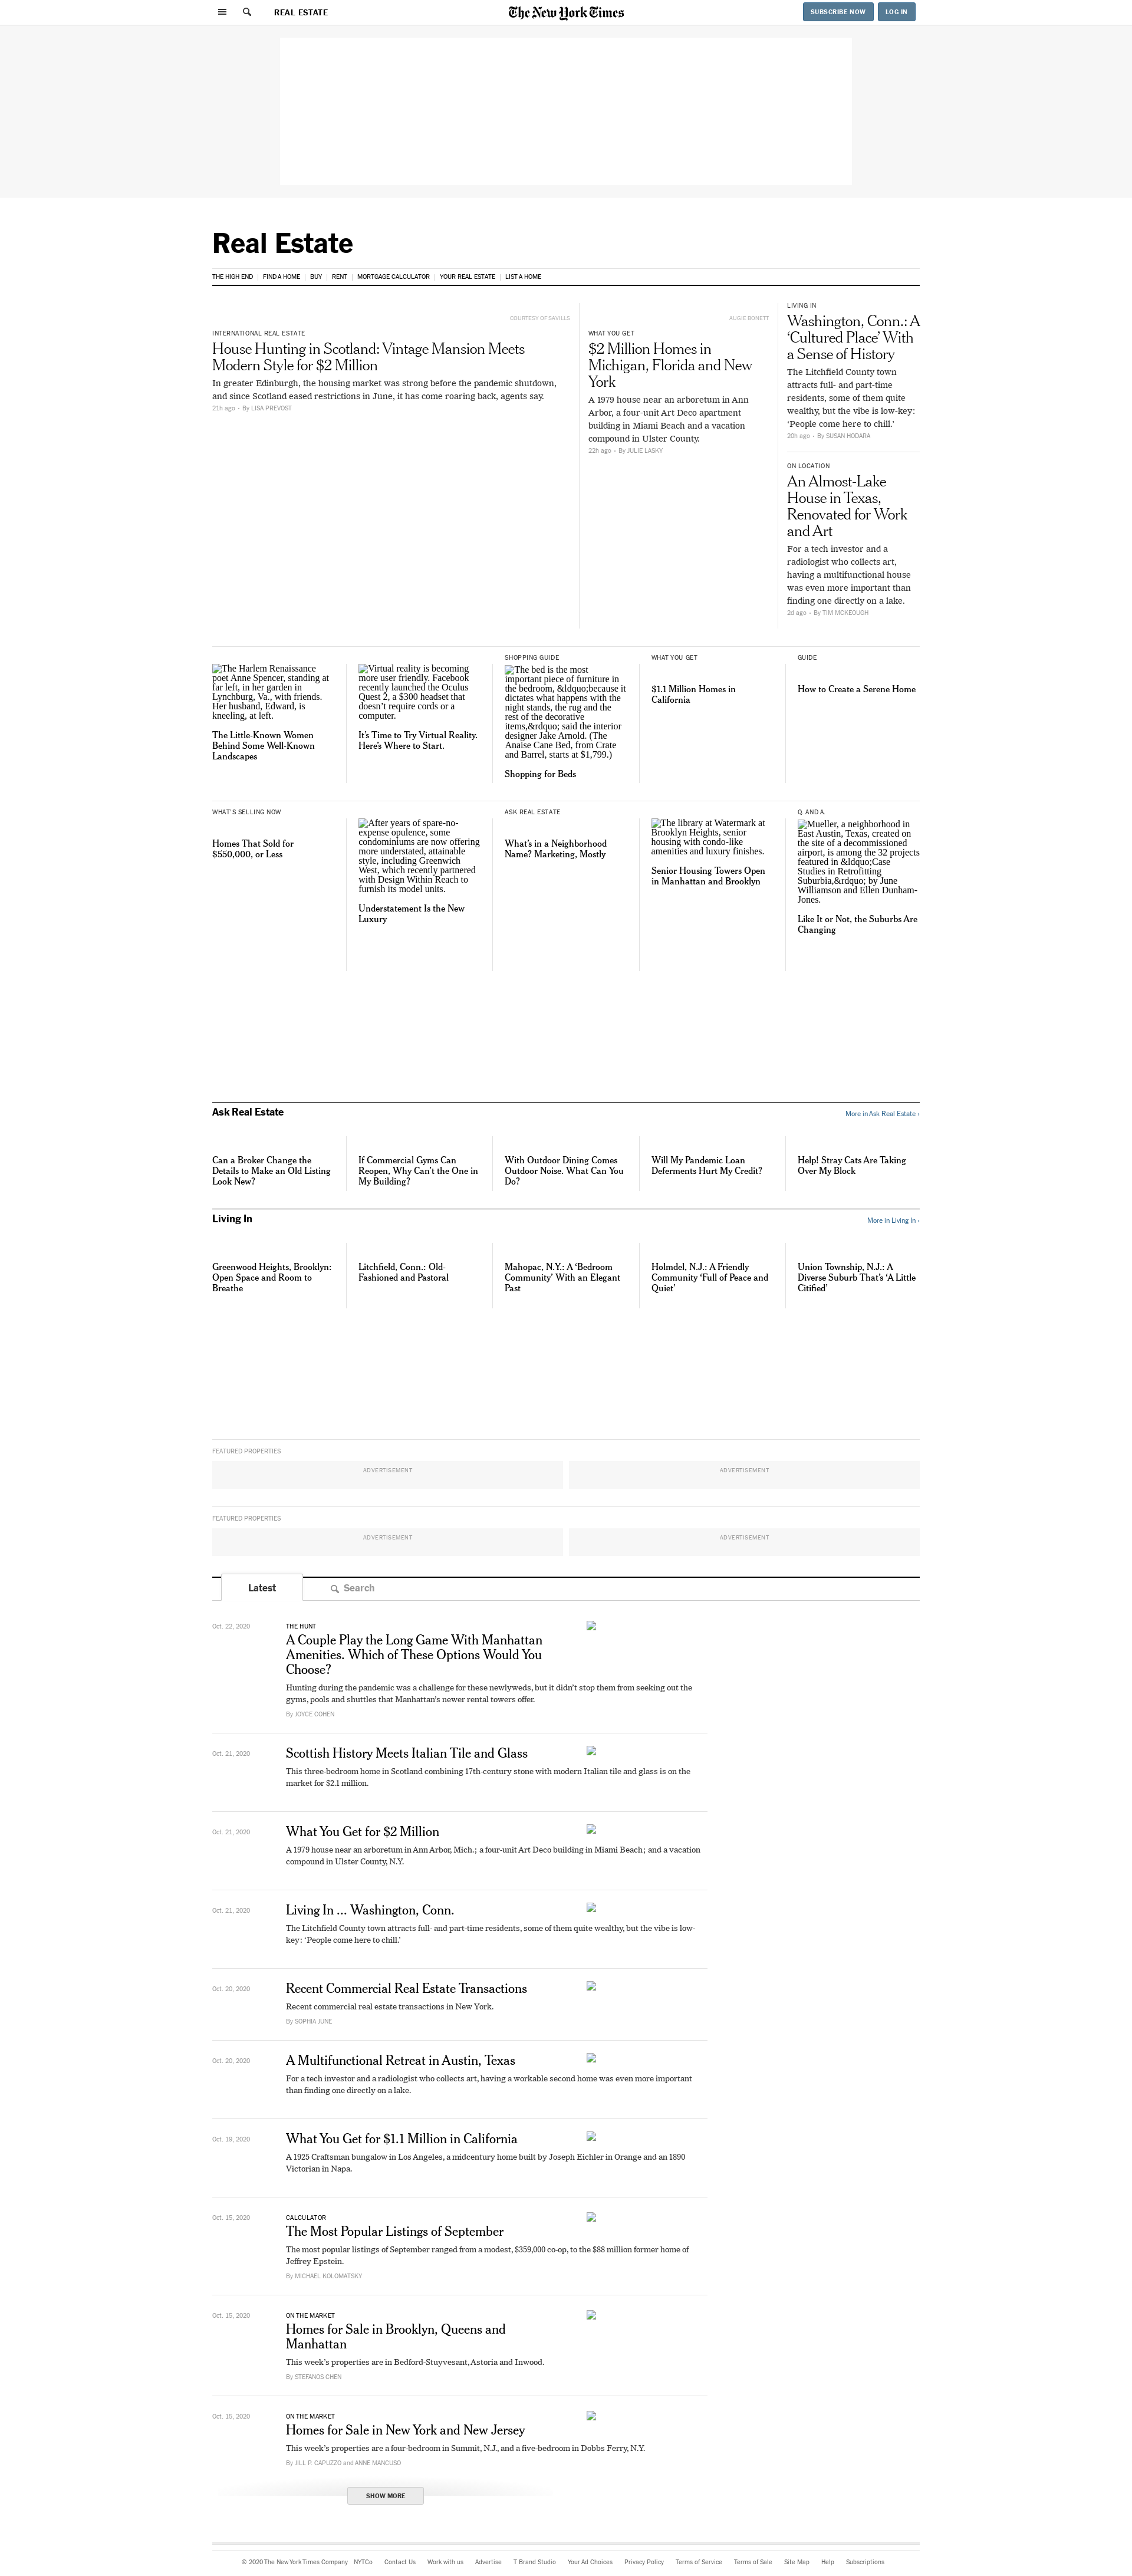 REAL ESTATE
The New York Times
SUBSCRIBE NOW
LOG IN
Real Estate
THE HIGH END
FIND A HOME
BUY
RENT
MORTGAGE CALCULATOR
YOUR REAL ESTATE
LIST A HOME
COURTESY OF SAVILLS
INTERNATIONAL REAL ESTATE
House Hunting in Scotland: Vintage Mansion Meets
Modern Style for $2 Million
In greater Edinburgh, the housing market was strong before the pandemic shutdown,
and since Scotland eased restrictions in June, it has come roaring back, agents say.
21h ago • By LISA PREVOST
AUGIE BONETT
WHAT YOU GET
$2 Million Homes in
Michigan, Florida and New
York
A 1979 house near an arboretum in Ann
Arbor, a four-unit Art Deco apartment
building in Miami Beach and a vacation
compound in Ulster County.
22h ago • By JULIE LASKY
LIVING IN
Washington, Conn.: A
‘Cultured Place’ With
a Sense of History
The Litchfield County town
attracts full- and part-time
residents, some of them quite
wealthy, but the vibe is low-key:
‘People come here to chill.’
20h ago • By SUSAN HODARA
ON LOCATION
An Almost-Lake
House in Texas,
Renovated for Work
and Art
For a tech investor and a
radiologist who collects art,
having a multifunctional house
was even more important than
finding one directly on a lake.
2d ago • By TIM MCKEOUGH
The Harlem Renaissance
poet Anne Spencer, standing at
far left, in her garden in
Lynchburg, Va., with friends.
Her husband, Edward, is
kneeling, at left.
The Little-Known Women
Behind Some Well-Known
Landscapes
Virtual reality is becoming
more user friendly. Facebook
recently launched the Oculus
Quest 2, a $300 headset that
doesn’t require cords or a
computer.
It’s Time to Try Virtual Reality.
Here’s Where to Start.
SHOPPING GUIDE
The bed is the most
important piece of furniture in
the bedroom, &ldquo;because it
dictates what happens with the
night stands, the rug and the
rest of the decorative
items,&rdquo; said the interior
designer Jake Arnold. (The
Anaise Cane Bed, from Crate
and Barrel, starts at $1,799.)
Shopping for Beds
WHAT YOU GET
$1.1 Million Homes in
California
GUIDE
How to Create a Serene Home
WHAT'S SELLING NOW
Homes That Sold for
$550,000, or Less
After years of spare-no-
expense opulence, some
condominiums are now offering
more understated, attainable
style, including Greenwich
West, which recently partnered
with Design Within Reach to
furnish its model units.
Understatement Is the New
Luxury
ASK REAL ESTATE
What’s in a Neighborhood
Name? Marketing, Mostly
The library at Watermark at
Brooklyn Heights, senior
housing with condo-like
amenities and luxury finishes.
Senior Housing Towers Open
in Manhattan and Brooklyn
Q. AND A.
Mueller, a neighborhood in
East Austin, Texas, created on
the site of a decommissioned
airport, is among the 32 projects
featured in &ldquo;Case
Studies in Retrofitting
Suburbia,&rdquo; by June
Williamson and Ellen Dunham-
Jones.
Like It or Not, the Suburbs Are
Changing
Ask Real Estate
More in Ask Real Estate ›
Can a Broker Change the
Details to Make an Old Listing
Look New?
If Commercial Gyms Can
Reopen, Why Can’t the One in
My Building?
With Outdoor Dining Comes
Outdoor Noise. What Can You
Do?
Will My Pandemic Loan
Deferments Hurt My Credit?
Help! Stray Cats Are Taking
Over My Block
Living In
More in Living In ›
Greenwood Heights, Brooklyn:
Open Space and Room to
Breathe
Litchfield, Conn.: Old-
Fashioned and Pastoral
Mahopac, N.Y.: A ‘Bedroom
Community’ With an Elegant
Past
Holmdel, N.J.: A Friendly
Community ‘Full of Peace and
Quiet’
Union Township, N.J.: A
Diverse Suburb That’s ‘A Little
Citified’
FEATURED PROPERTIES
ADVERTISEMENT
ADVERTISEMENT
FEATURED PROPERTIES
ADVERTISEMENT
ADVERTISEMENT
Latest
Search
Oct. 22, 2020
THE HUNT
A Couple Play the Long Game With Manhattan
Amenities. Which of These Options Would You
Choose?
Hunting during the pandemic was a challenge for these newlyweds, but it didn’t stop them from seeking out the
gyms, pools and shuttles that Manhattan’s newer rental towers offer.
By JOYCE COHEN
Oct. 21, 2020
Scottish History Meets Italian Tile and Glass
This three-bedroom home in Scotland combining 17th-century stone with modern Italian tile and glass is on the
market for $2.1 million.
Oct. 21, 2020
What You Get for $2 Million
A 1979 house near an arboretum in Ann Arbor, Mich.; a four-unit Art Deco building in Miami Beach; and a vacation
compound in Ulster County, N.Y.
Oct. 21, 2020
Living In ... Washington, Conn.
The Litchfield County town attracts full- and part-time residents, some of them quite wealthy, but the vibe is low-
key: ‘People come here to chill.’
Oct. 20, 2020
Recent Commercial Real Estate Transactions
Recent commercial real estate transactions in New York.
By SOPHIA JUNE
Oct. 20, 2020
A Multifunctional Retreat in Austin, Texas
For a tech investor and a radiologist who collects art, having a workable second home was even more important
than finding one directly on a lake.
Oct. 19, 2020
What You Get for $1.1 Million in California
A 1925 Craftsman bungalow in Los Angeles, a midcentury home built by Joseph Eichler in Orange and an 1890
Victorian in Napa.
Oct. 15, 2020
CALCULATOR
The Most Popular Listings of September
The most popular listings of September ranged from a modest, $359,000 co-op, to the $88 million former home of
Jeffrey Epstein.
By MICHAEL KOLOMATSKY
Oct. 15, 2020
ON THE MARKET
Homes for Sale in Brooklyn, Queens and
Manhattan
This week’s properties are in Bedford-Stuyvesant, Astoria and Inwood.
By STEFANOS CHEN
Oct. 15, 2020
ON THE MARKET
Homes for Sale in New York and New Jersey
This week’s properties are a four-bedroom in Summit, N.J., and a five-bedroom in Dobbs Ferry, N.Y.
By JILL P. CAPUZZO and ANNE MANCUSO
SHOW MORE
© 2020 The New York Times Company
NYTCo
Contact Us
Work with us
Advertise
T Brand Studio
Your Ad Choices
Privacy Policy
Terms of Service
Terms of Sale
Site Map
Help
Subscriptions